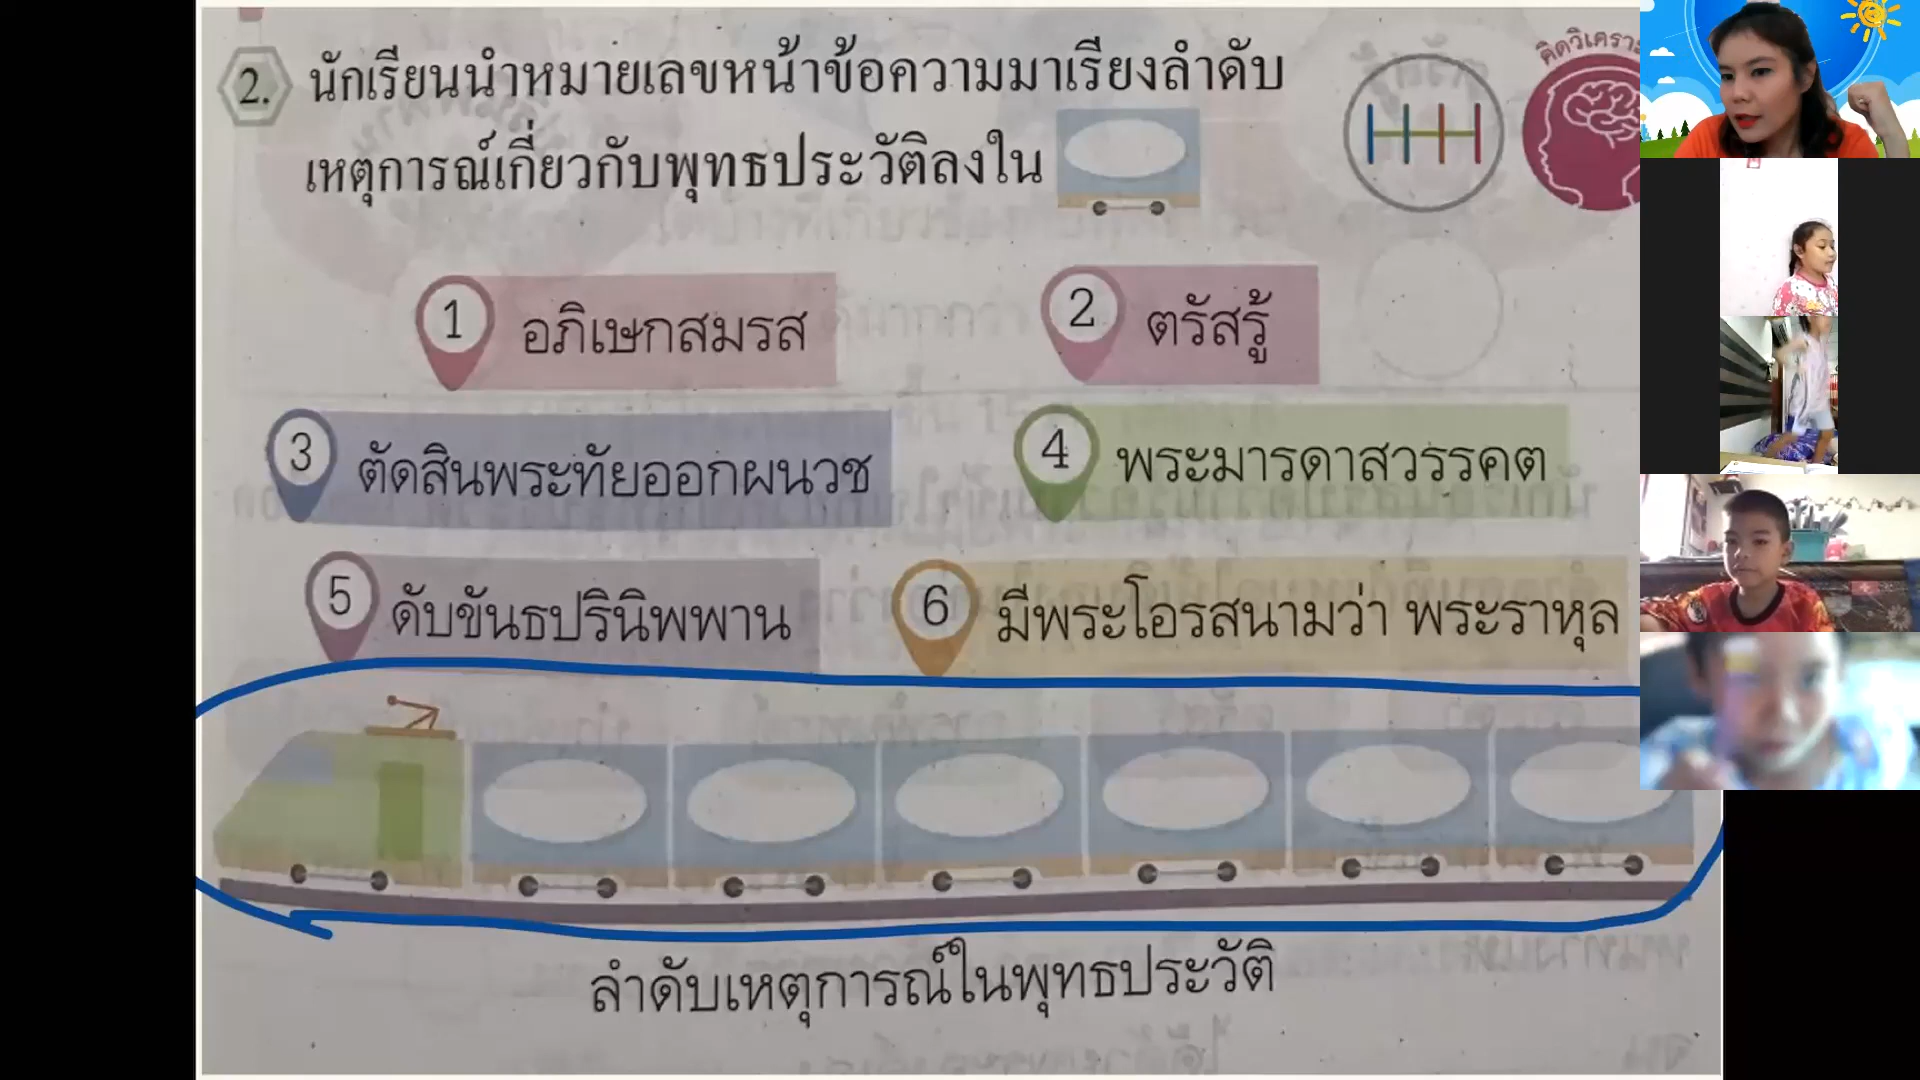 2. นักเรียนนำหมายเลขหน้าข้อความมาเรียงลำดับ
เหตุการณ์เกี่ยวกับพุทธประวัติลงใน
คิดวิเครา
1 อภิเษกสมรส
2 ตรัสรู้
3 ตัดสินพระทัยออกผนวช
4 พระมารดาสวรรคต
5 ดับขันธปรินิพพาน
6 มีพระโอรสนามว่า พระราหุล
ลำดับเหตุการณ์ในพุทธประวัติ